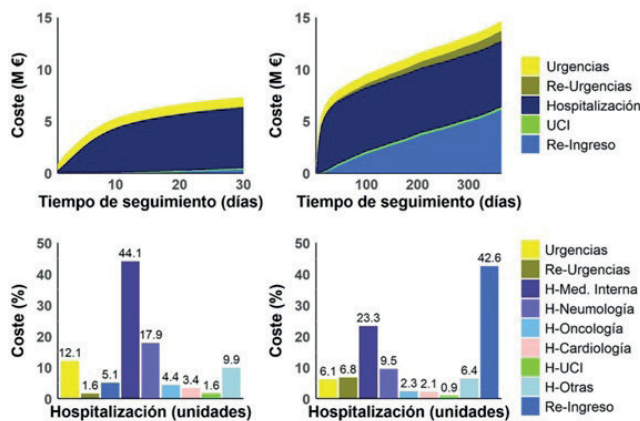 15
10
5
0
Coste (M €)
10 20 30
Tiempo de seguimiento (días)
15
10
5
0
Coste (M €)
100 200 300
Tiempo de seguimiento (días)
Urgencias
Re-Urgencias
Hospitalización
UCI
Re-Ingreso
50
40
30
20
10
0
Coste (%)
12.1 1.6 5.1 44.1 17.9 4.4 3.4 1.6 9.9
Hospitalización (unidades)
50
40
30
20
10
0
Coste (%)
6.1 6.8 23.3 9.5 2.3 2.1 0.9 6.4 42.6
Hospitalización (unidades)
Urgencias
Re-Urgencias
H-Med. Interna
H-Neumología
H-Oncología
H-Cardiología
H-UCI
H-Otras
Re-Ingreso